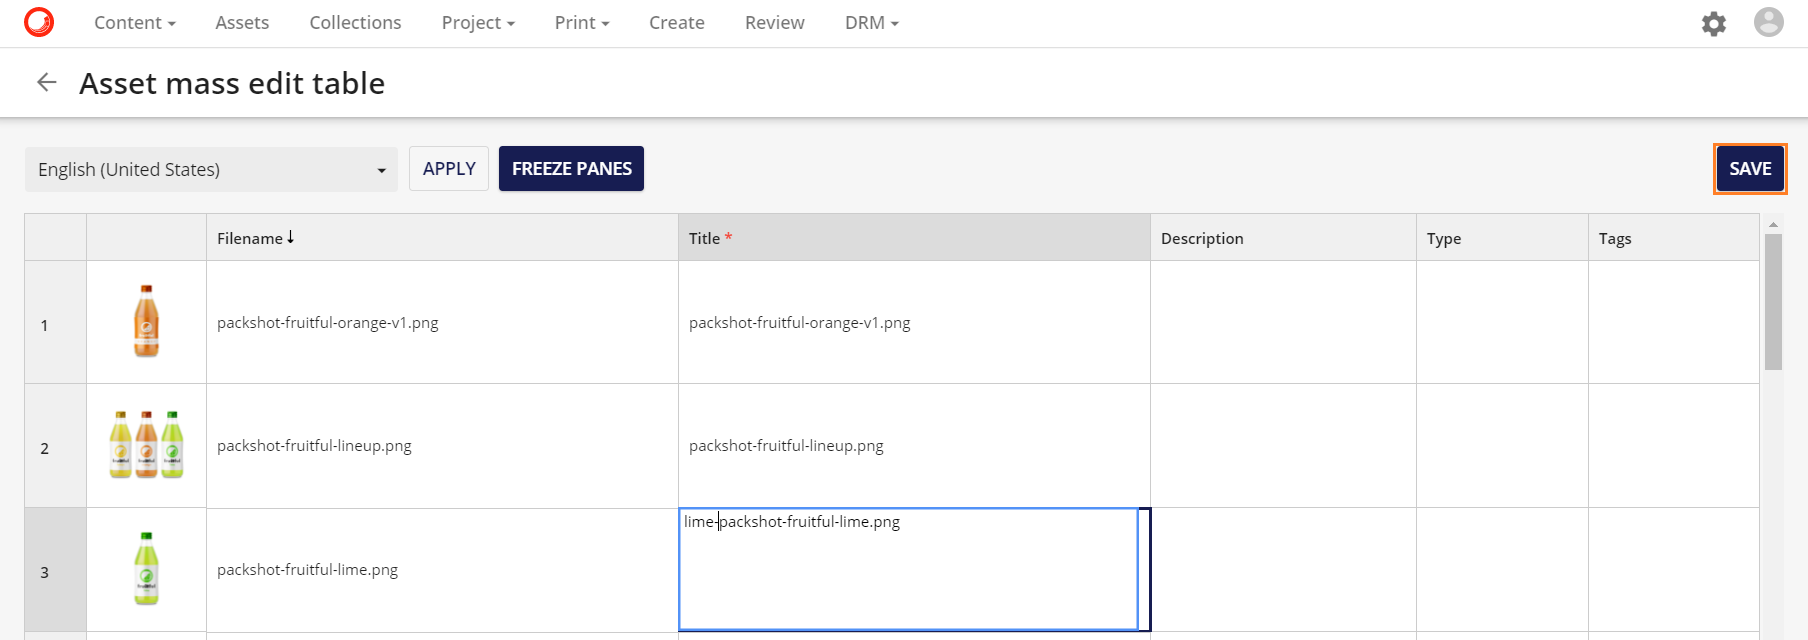 Content Assets Collections Project Print Create Review DRM
Asset mass edit table
English (United States) APPLY FREEZE PANES SAVE
Filename↓ Title * Description Type Tags
1 packshot-fruitful-orange-v1.png packshot-fruitful-orange-v1.png
2 packshot-fruitful-lineup.png packshot-fruitful-lineup.png
lime-packshot-fruitful-lime.png
3 packshot-fruitful-lime.png